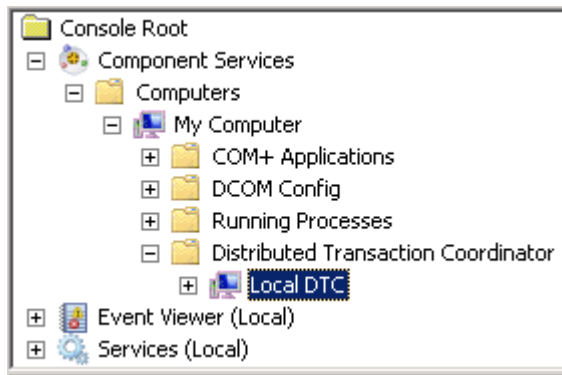 Console Root
Component Services
Computers
My Computer
COM+ Applications
DCOM Config
Running Processes
Distributed Transaction Coordinator
Local DTC
Event Viewer (Local)
Services (Local)